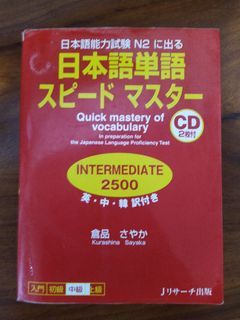 日本語能力試験 N2 に出る
日本語単語
スピード マスター
Quick mastery of
vocabulary
In preparation for
the Japanese Language Proficiency Test
CD
2枚付
INTERMEDIATE
2500
英・中・韓 訳付き
倉品 さやか
Kurashina Sayaka
入門 初級 中級 上級
Jリサーチ出版